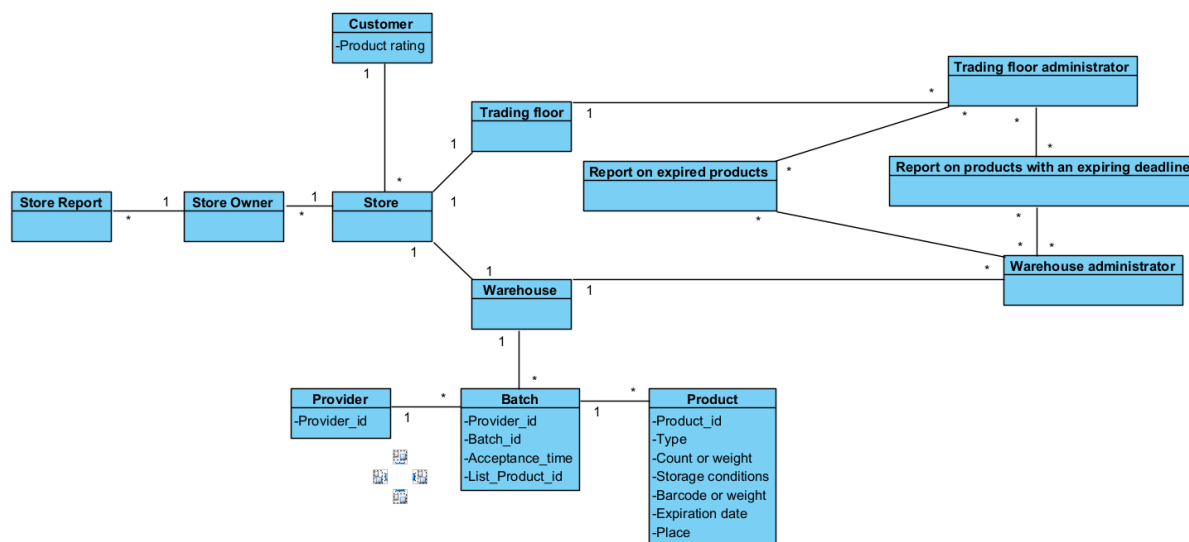 Customer
-Product rating
1
*
Trading floor
1
1
*
Trading floor administrator
*
*
*
*
Report on expired products
*
Report on products with an expiring deadline
*
*
*
Store Report
*
1
Store Owner
1
*
Store
1
1
1
Warehouse
1
*
Warehouse administrator
1
*
Provider
-Provider_id
1
*
Batch
-Provider_id
-Batch_id
-Acceptance_time
-List_Product_id
1
*
Product
-Product_id
-Type
-Count or weight
-Storage conditions
-Barcode or weight
-Expiration date
-Place